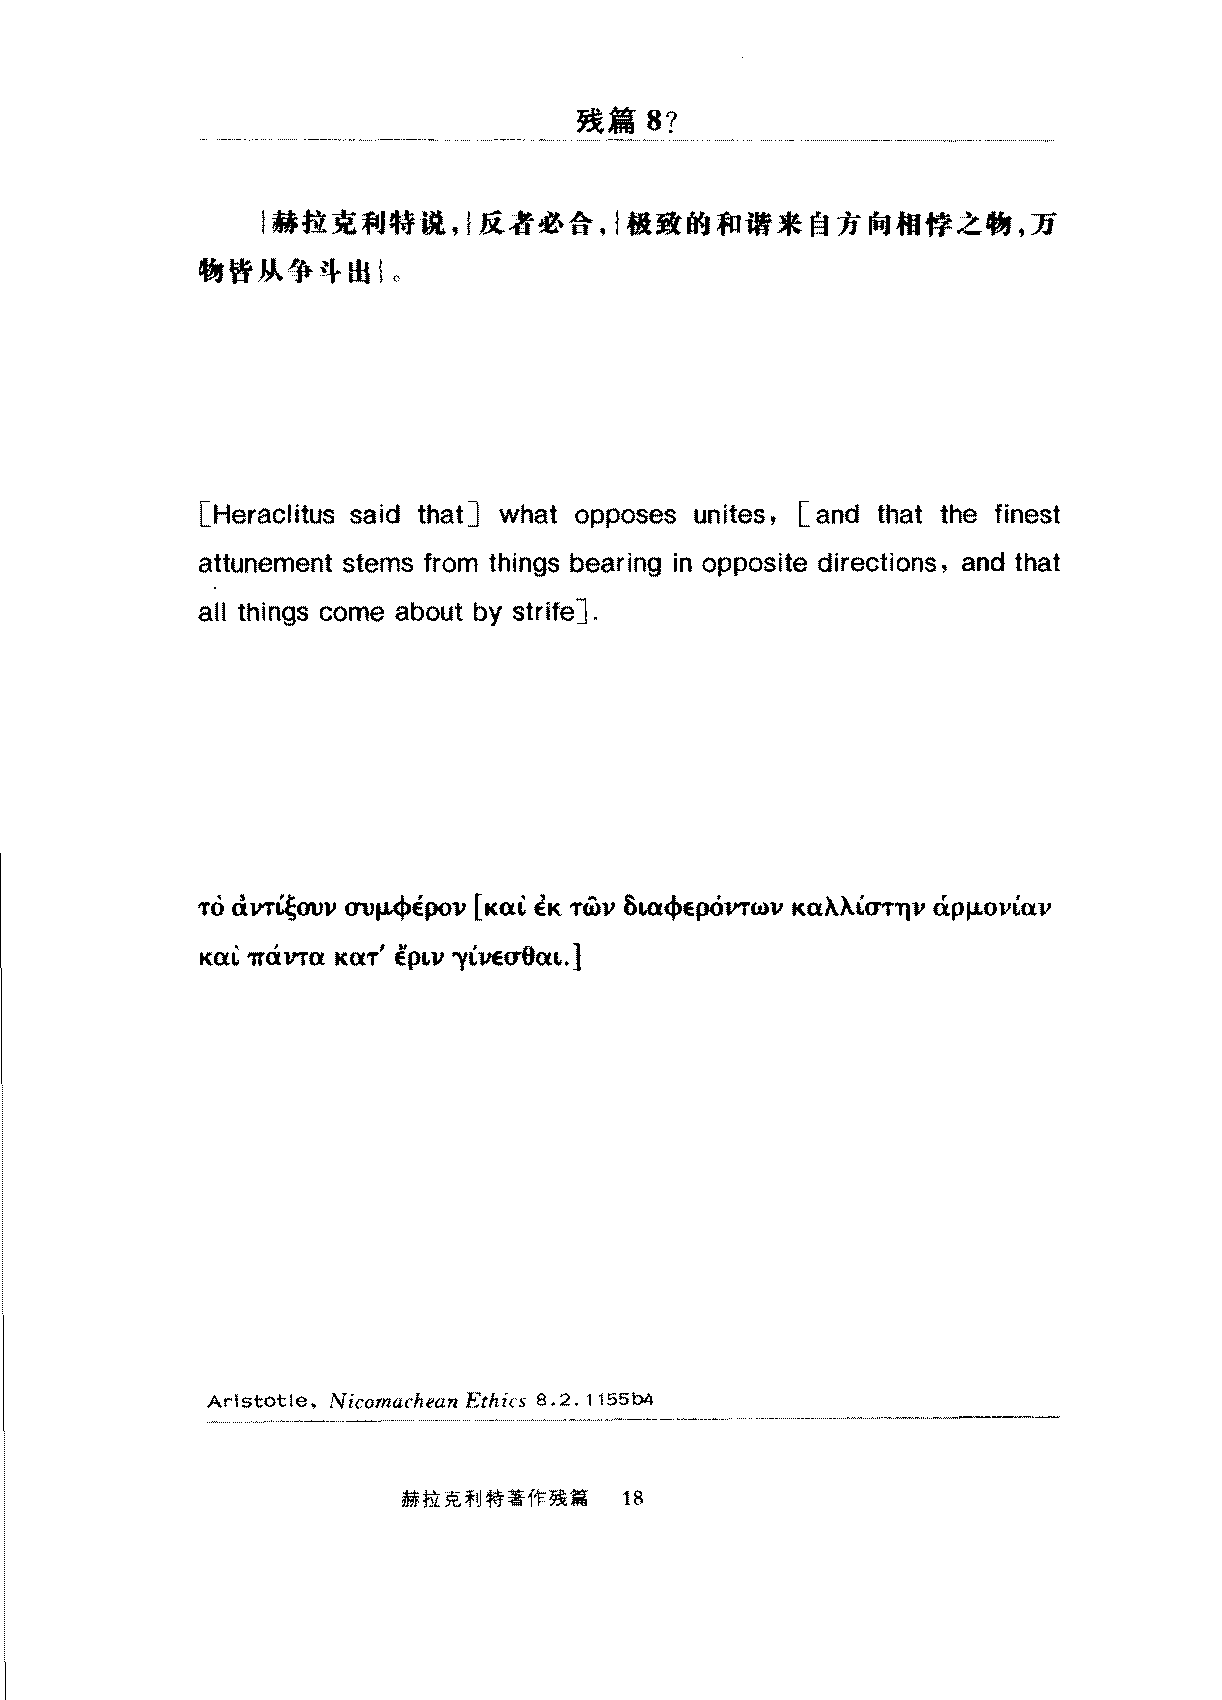 残篇 8?
{赫拉克利特说,}反者必合,{极致的和谐来自方向相悖之物,万
物皆从争斗出}。
[Heraclitus said that] what opposes unites, [and that the finest
attunement stems from things bearing in opposite directions, and that
all things come about by strife].
τὸ ἀντίξουν συμφέρον [καὶ ἐκ τῶν διαφερόντων καλλίστην ἁρμονίαν
καὶ πάντα κατ' ἔριν γίνεσθαι.]
Aristotle, Nicomachean Ethics 8.2.1155b4
赫拉克利特著作残篇 18